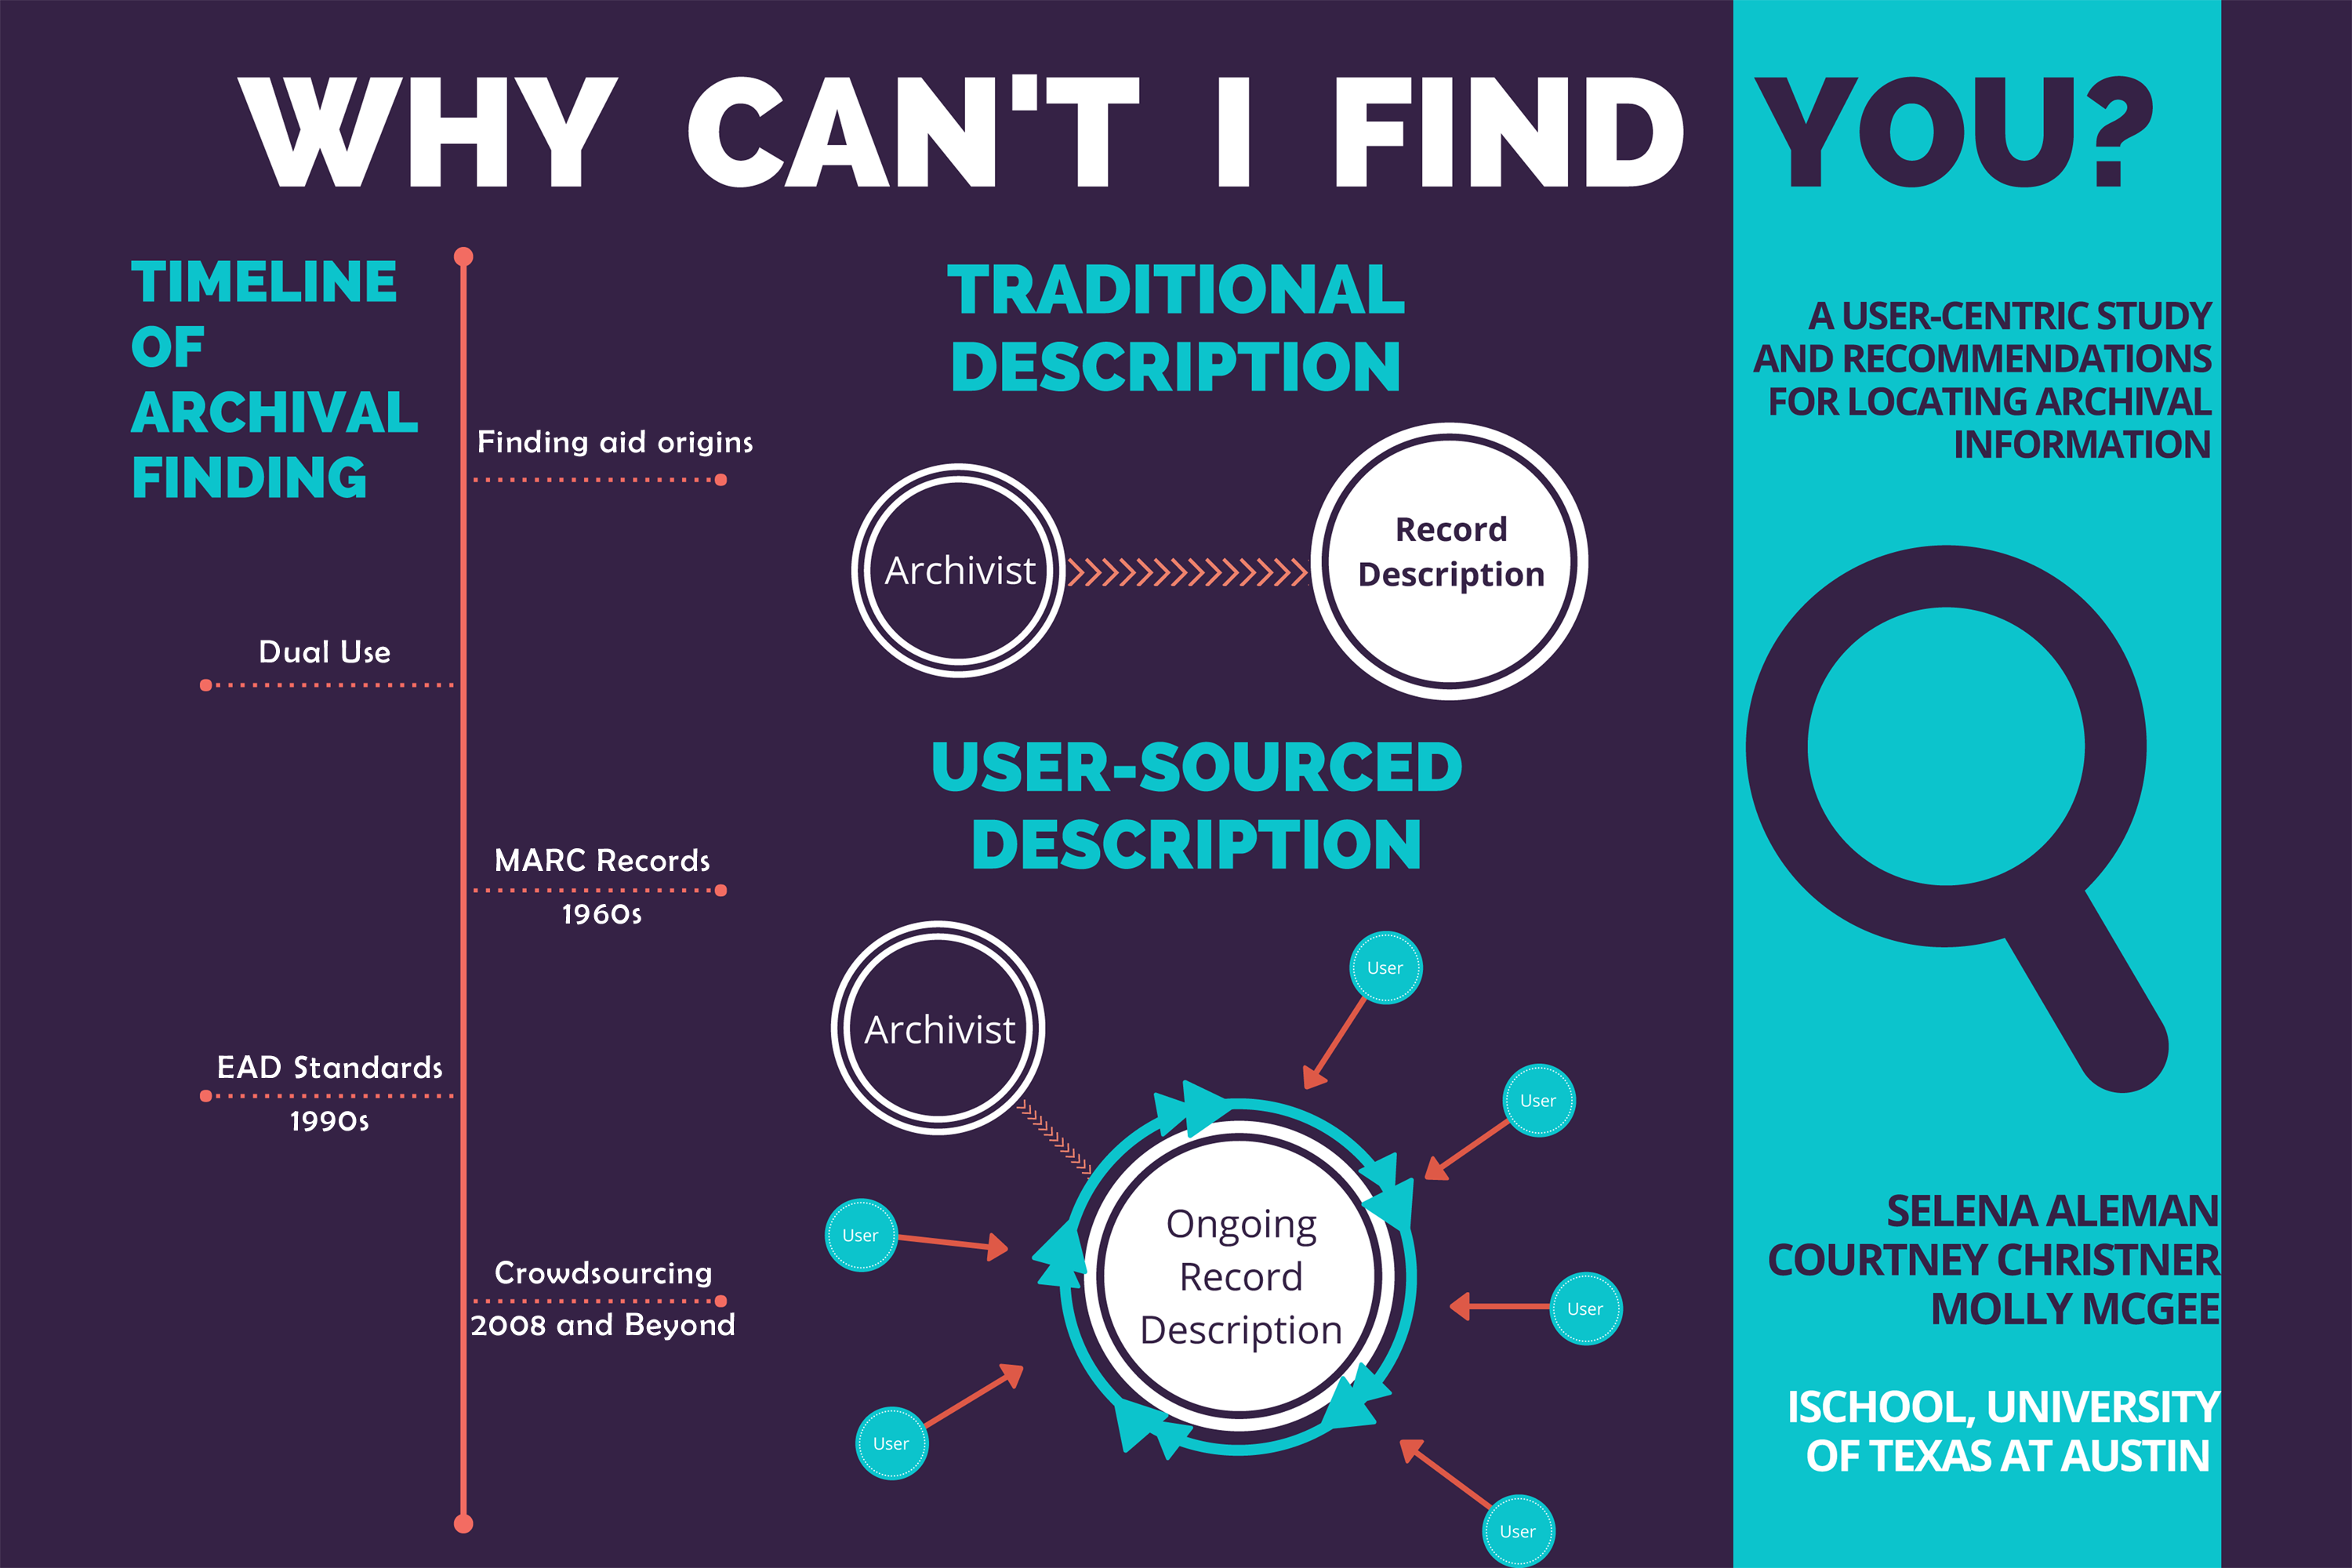 WHY CAN'T I FIND YOU?
TIMELINE
OF
ARCHIVAL
FINDING
Finding aid origins
Dual Use
MARC Records
1960s
EAD Standards
1990s
Crowdsourcing
2008 and Beyond
TRADITIONAL
DESCRIPTION
Archivist
Record
Description
USER-SOURCED
DESCRIPTION
Archivist
User
User
User
User
User
User
Ongoing
Record
Description
A USER-CENTRIC STUDY
AND RECOMMENDATIONS
FOR LOCATING ARCHIVAL
INFORMATION
SELENA ALEMAN
COURTNEY CHRISTNER
MOLLY MCGEE
ISCHOOL, UNIVERSITY
OF TEXAS AT AUSTIN